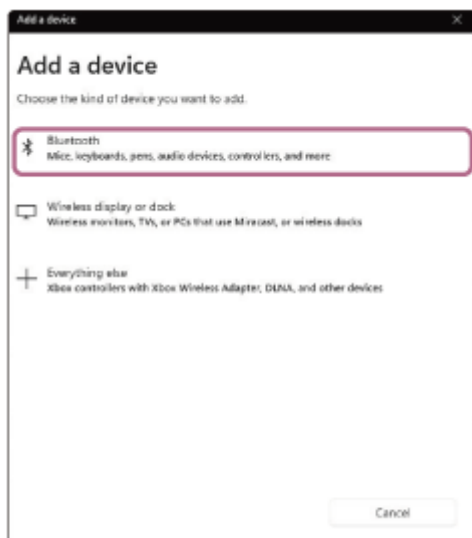 Add a device
Add a device
Choose the kind of device you want to add.
Bluetooth
Mice, keyboards, pens, audio devices, controllers, and more
Wireless display or dock
Wireless monitors, TVs, or PCs that use Miracast, or wireless docks
Everything else
Xbox controllers with Xbox Wireless Adapter, DLNA, and other devices
Cancel